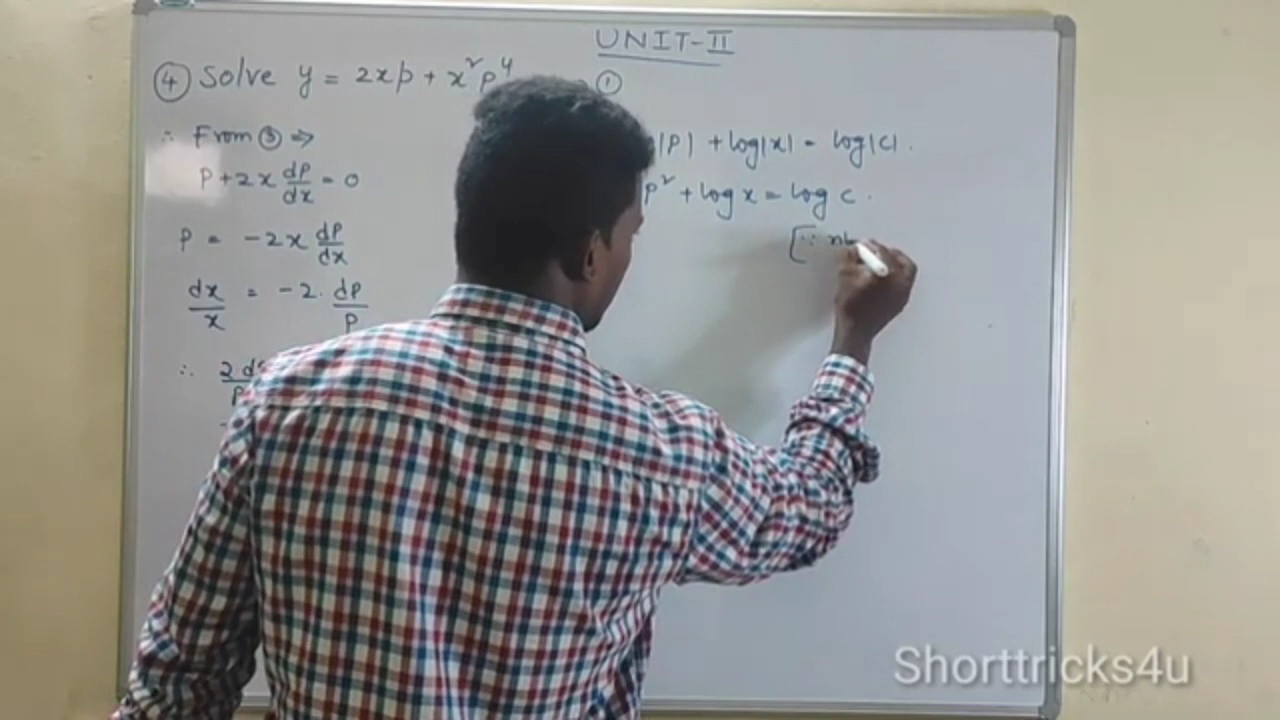 UNIT-II
④ Solve y = 2xp + x²p⁴ ①
∴ From ③ ⇒
P + 2x dP/dx = 0
P = -2x dP/dx
dx/x = -2. dP/P
∴ 2
|P| + log|x| = log|c|.
p² + log x = log c.
[∵
Shorttricks4u